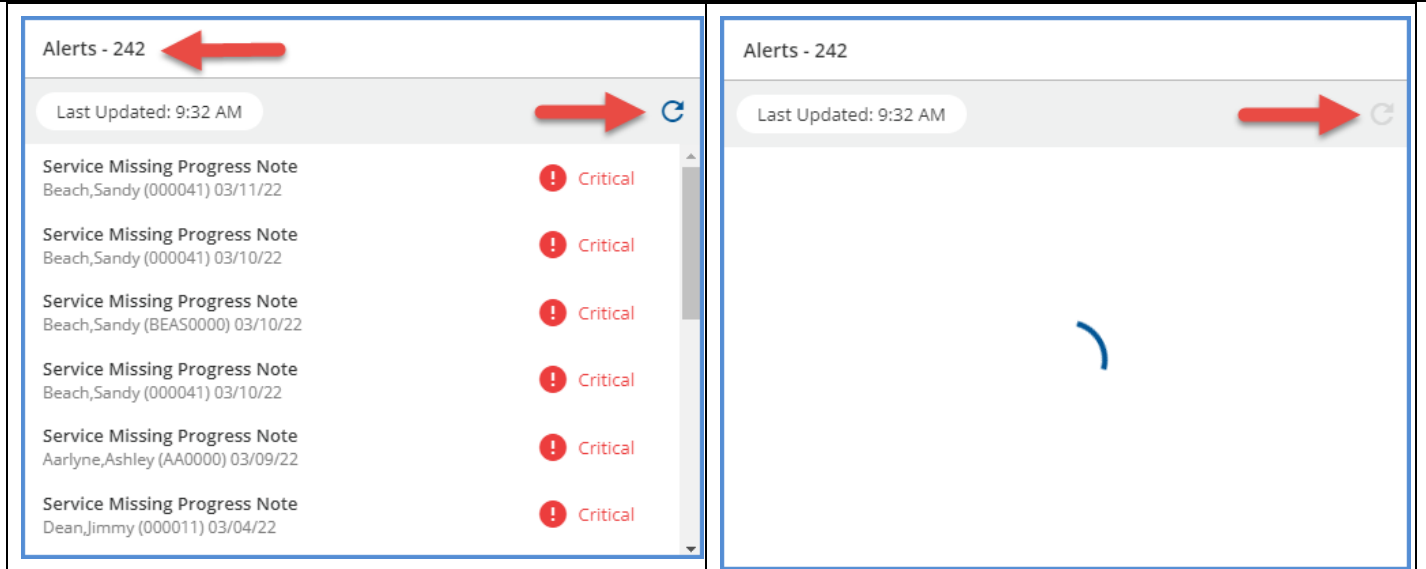 Alerts - 242
Last Updated: 9:32 AM
Service Missing Progress Note
Beach,Sandy (000041) 03/11/22
Critical
Service Missing Progress Note
Beach,Sandy (000041) 03/10/22
Critical
Service Missing Progress Note
Beach,Sandy (BEAS0000) 03/10/22
Critical
Service Missing Progress Note
Beach,Sandy (000041) 03/10/22
Critical
Service Missing Progress Note
Aarlyne,Ashley (AA0000) 03/09/22
Critical
Service Missing Progress Note
Dean,Jimmy (000011) 03/04/22
Critical
Alerts - 242
Last Updated: 9:32 AM